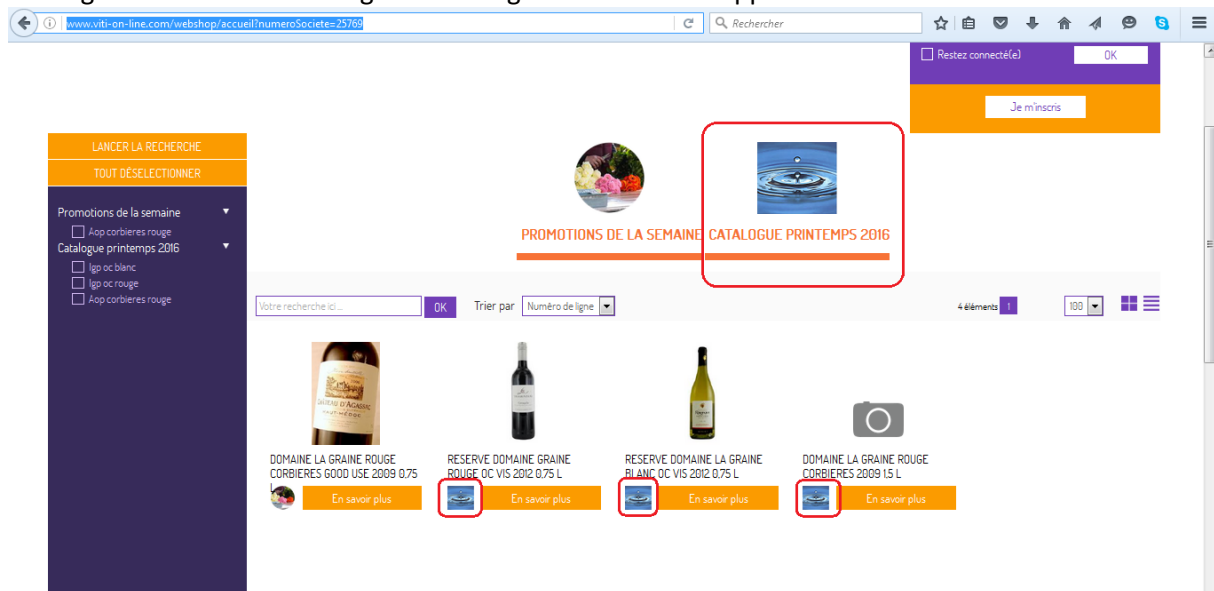 www.viti-on-line.com/webshop/accueil?numeroSociete=25769
Rechercher
Restez connecté(e)
OK
Je m'inscris
LANCER LA RECHERCHE
TOUT DÉSELECTIONNER
Promotions de la semaine
Aop corbieres rouge
Catalogue printemps 2016
Igp oc blanc
Igp oc rouge
Aop corbieres rouge
PROMOTIONS DE LA SEMAINE
CATALOGUE PRINTEMPS 2016
Votre recherche ici ...
OK
Trier par
Numéro de ligne
4 éléments 1
100
DOMAINE LA GRAINE ROUGE
CORBIERES GOOD USE 2009 0,75
L
En savoir plus
RESERVE DOMAINE GRAINE
ROUGE OC VIS 2012 0,75 L
En savoir plus
RESERVE DOMAINE LA GRAINE
BLANC OC VIS 2012 0,75 L
En savoir plus
DOMAINE LA GRAINE ROUGE
CORBIERES 2009 1,5 L
En savoir plus